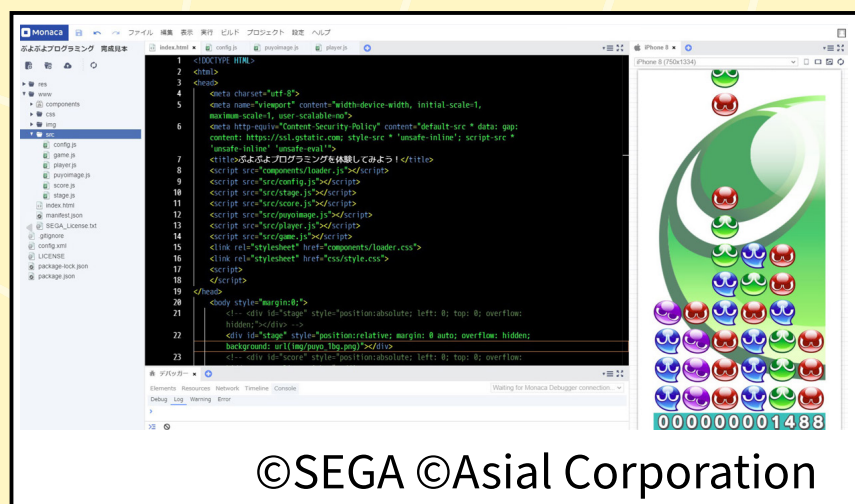 Monaca ファイル 編集 表示 実行 ビルド プロジェクト 設定 ヘルプ
ぷよぷよプログラミング 完成見本
res
www
components
css
img
src
config.js
game.js
player.js
puyoimage.js
score.js
stage.js
index.html
manifest.json
SEGA_License.txt
.gitignore
config.xml
LICENSE
package-lock.json
package.json
index.html × config.js puyoimage.js player.js
1 <!DOCTYPE HTML>
2 <html>
3 <head>
4 <meta charset="utf-8">
5 <meta name="viewport" content="width=device-width, initial-scale=1,
maximum-scale=1, user-scalable=no">
6 <meta http-equiv="Content-Security-Policy" content="default-src * data: gap:
content: https://ssl.gstatic.com; style-src * 'unsafe-inline'; script-src *
'unsafe-inline' 'unsafe-eval'">
7 <title>ぷよぷよプログラミングを体験してみよう！</title>
8 <script src="components/loader.js"></script>
9 <script src="src/config.js"></script>
10 <script src="src/stage.js"></script>
11 <script src="src/score.js"></script>
12 <script src="src/puyoimage.js"></script>
13 <script src="src/player.js"></script>
14 <script src="src/game.js"></script>
15 <link rel="stylesheet" href="components/loader.css">
16 <link rel="stylesheet" href="css/style.css">
17 <script>
18 </script>
19 </head>
20 <body style="margin:0;">
21 <!-- <div id="stage" style="position:absolute; left: 0; top: 0; overflow:
hidden;"></div> -->
22 <div id="stage" style="position:relative; margin: 0 auto; overflow: hidden;
background: url(img/puyo_1bg.png)"></div>
23 <!-- <div id="score" style="position:absolute; left: 0; top: 0; overflow:
デバッガー ×
Elements Resources Network Timeline Console
Waiting for Monaca Debugger connection...
Debug Log Warning Error
iPhone 8 ×
iPhone 8 (750x1334)
000000001488
©SEGA ©Asial Corporation